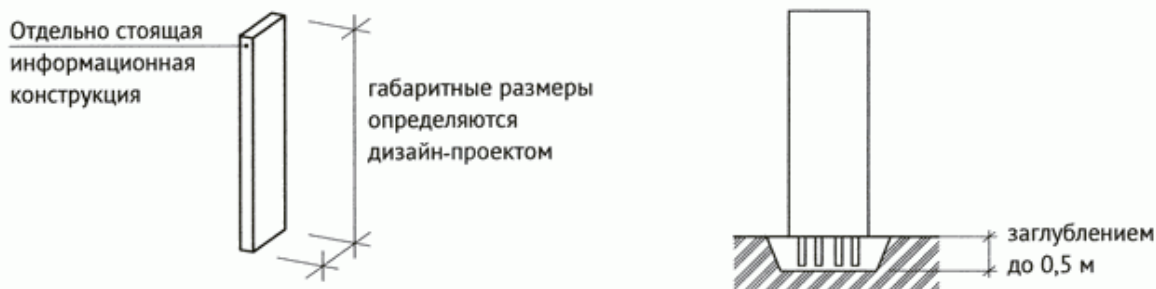 Отдельно стоящая
информационная
конструкция
габаритные размеры
определяются
дизайн-проектом
заглублением
до 0,5 м